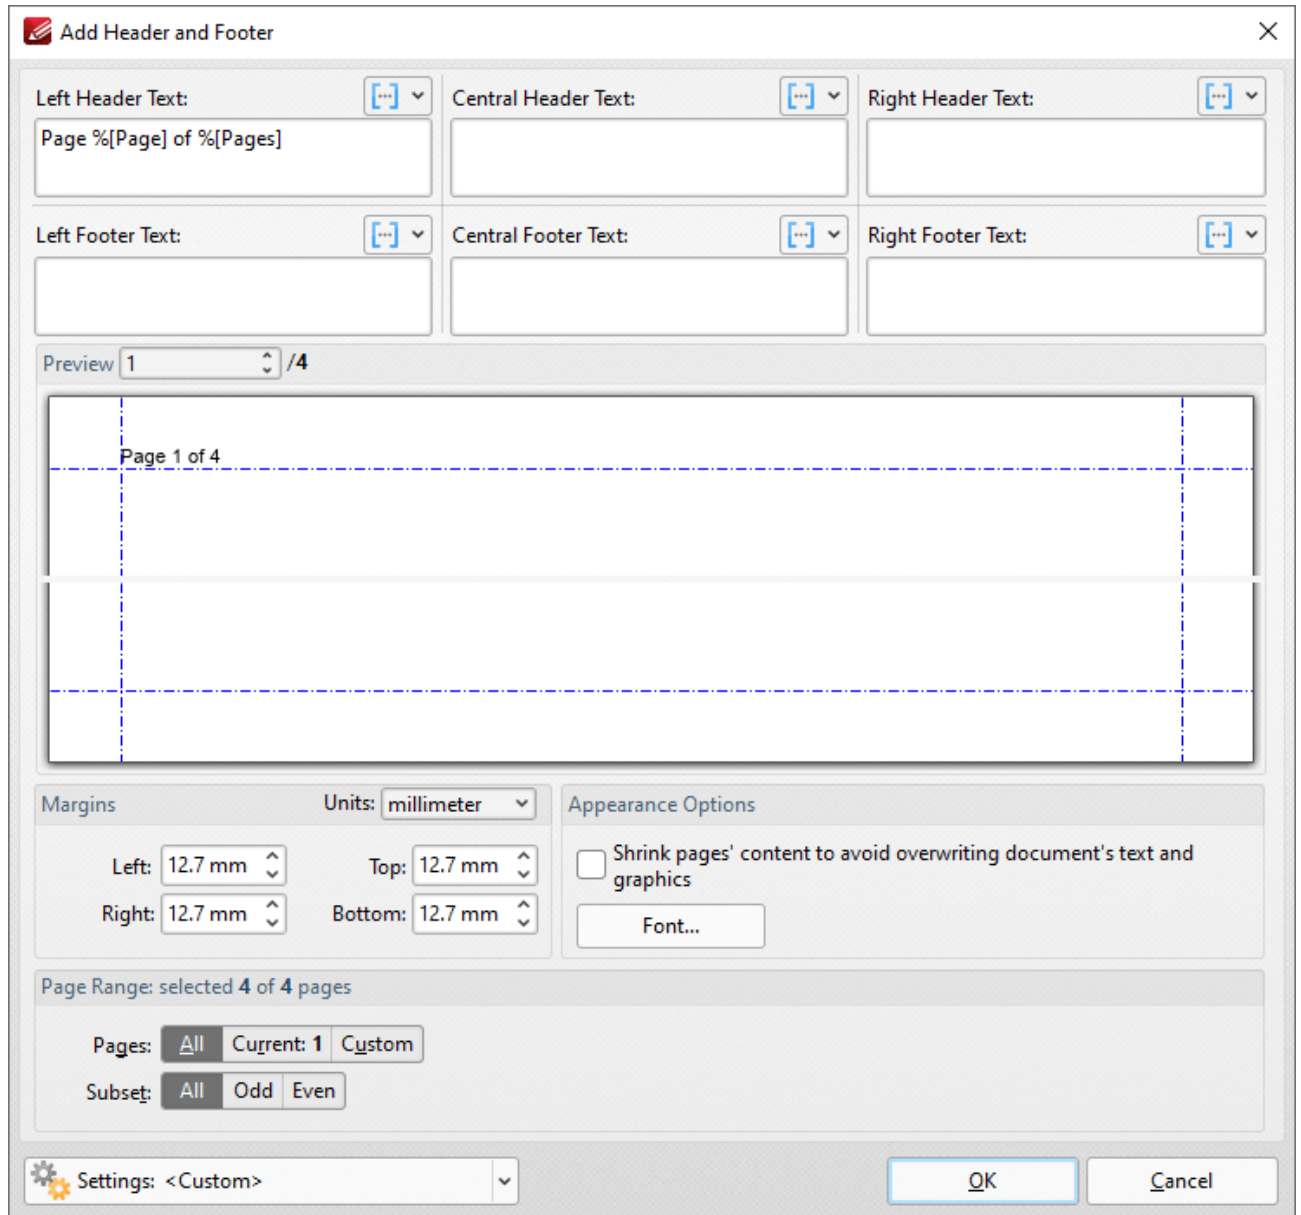 Add Header and Footer
Left Header Text:
Central Header Text:
Right Header Text:
Page %[Page] of %[Pages]
Left Footer Text:
Central Footer Text:
Right Footer Text:
Preview 1 /4
Page 1 of 4
Margins
Units: millimeter
Left: 12.7 mm
Top: 12.7 mm
Right: 12.7 mm
Bottom: 12.7 mm
Appearance Options
Shrink pages' content to avoid overwriting document's text and
graphics
Font...
Page Range: selected 4 of 4 pages
Pages: All Current: 1 Custom
Subset: All Odd Even
Settings: <Custom>
OK
Cancel